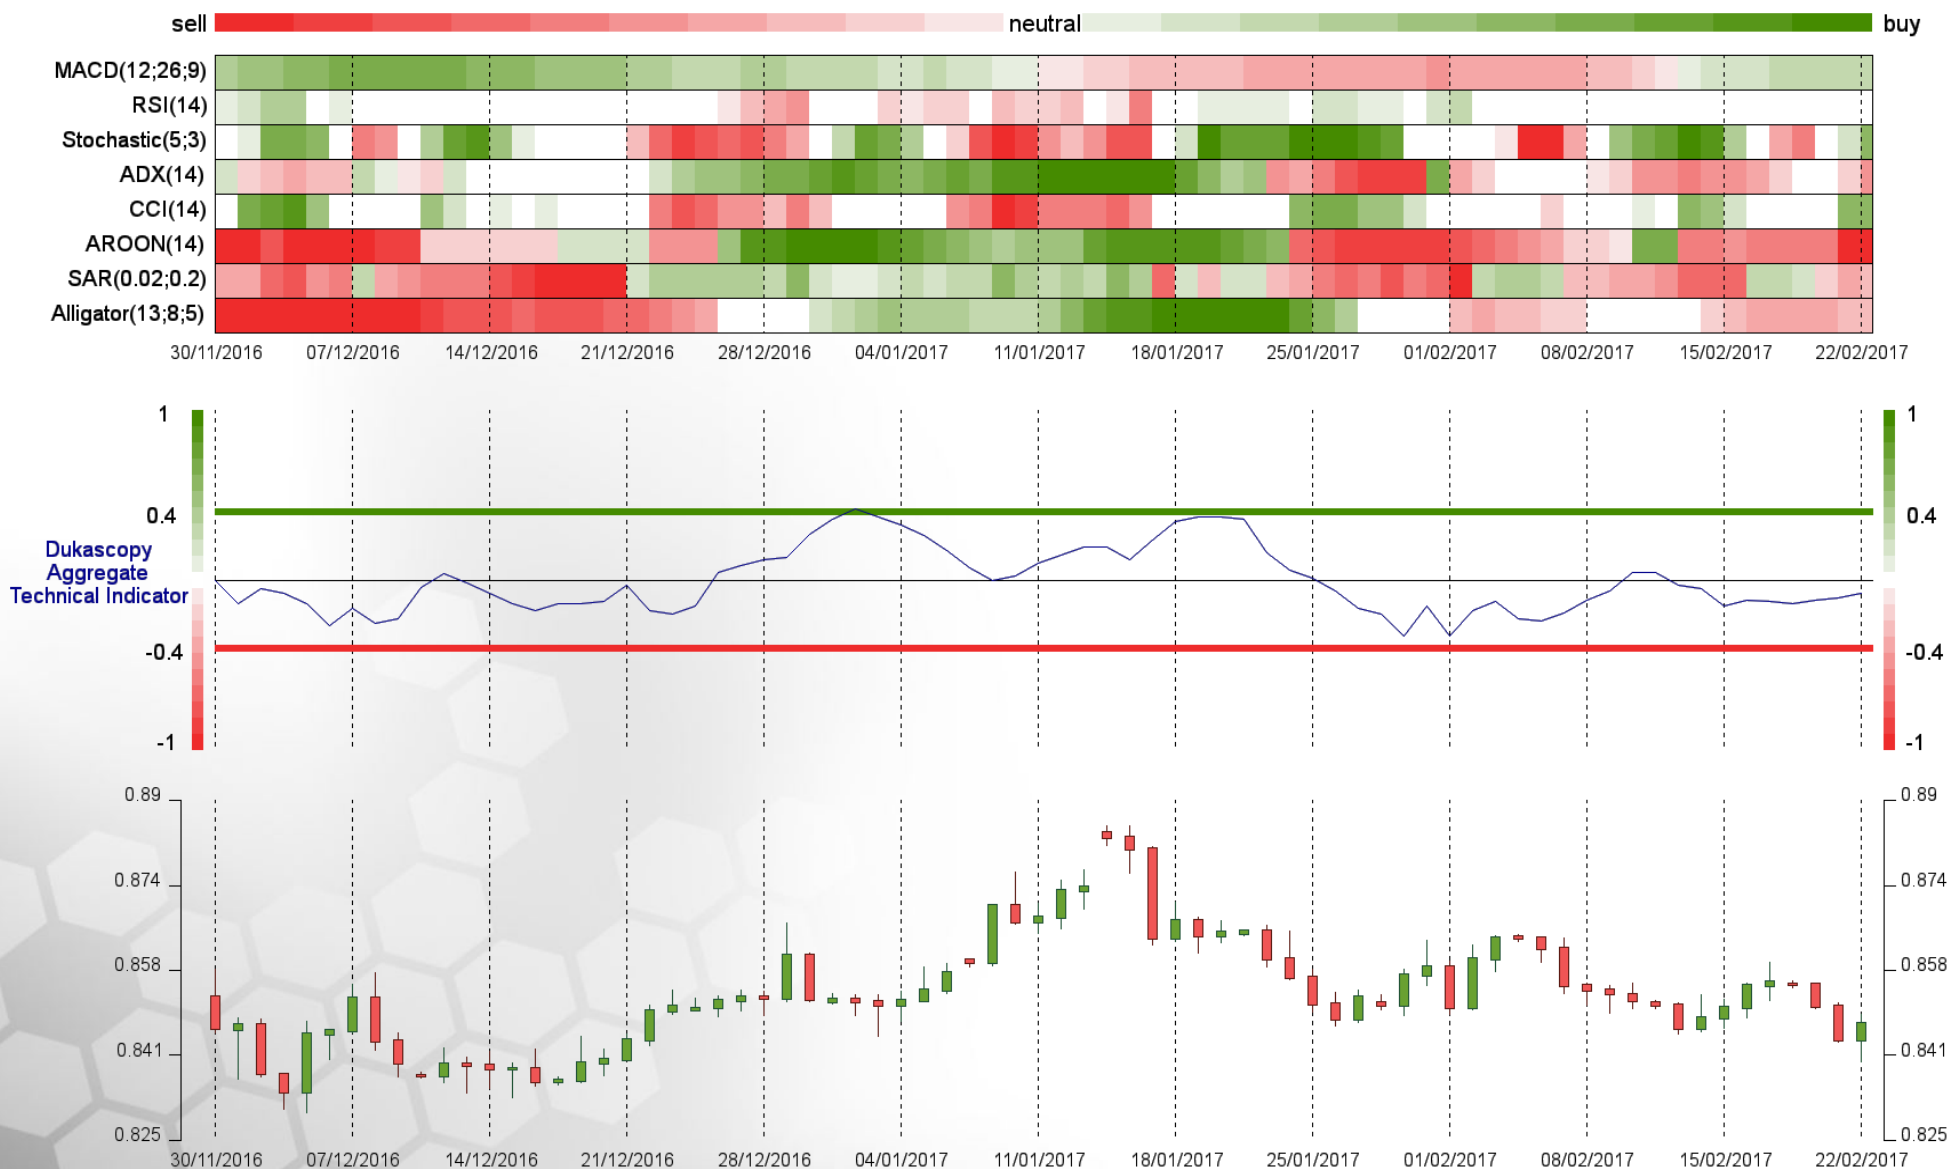 sell neutral buy
MACD(12;26;9)
RSI(14)
Stochastic(5;3)
ADX(14)
CCI(14)
AROON(14)
SAR(0.02;0.2)
Alligator(13;8;5)
30/11/2016 07/12/2016 14/12/2016 21/12/2016 28/12/2016 04/01/2017 11/01/2017 18/01/2017 25/01/2017 01/02/2017 08/02/2017 15/02/2017 22/02/2017
1 1
0.4 0.4
Dukascopy
Aggregate
Technical Indicator
-0.4 -0.4
-1 -1
0.89 0.89
0.874 0.874
0.858 0.858
0.841 0.841
0.825 0.825
30/11/2016 07/12/2016 14/12/2016 21/12/2016 28/12/2016 04/01/2017 11/01/2017 18/01/2017 25/01/2017 01/02/2017 08/02/2017 15/02/2017 22/02/2017